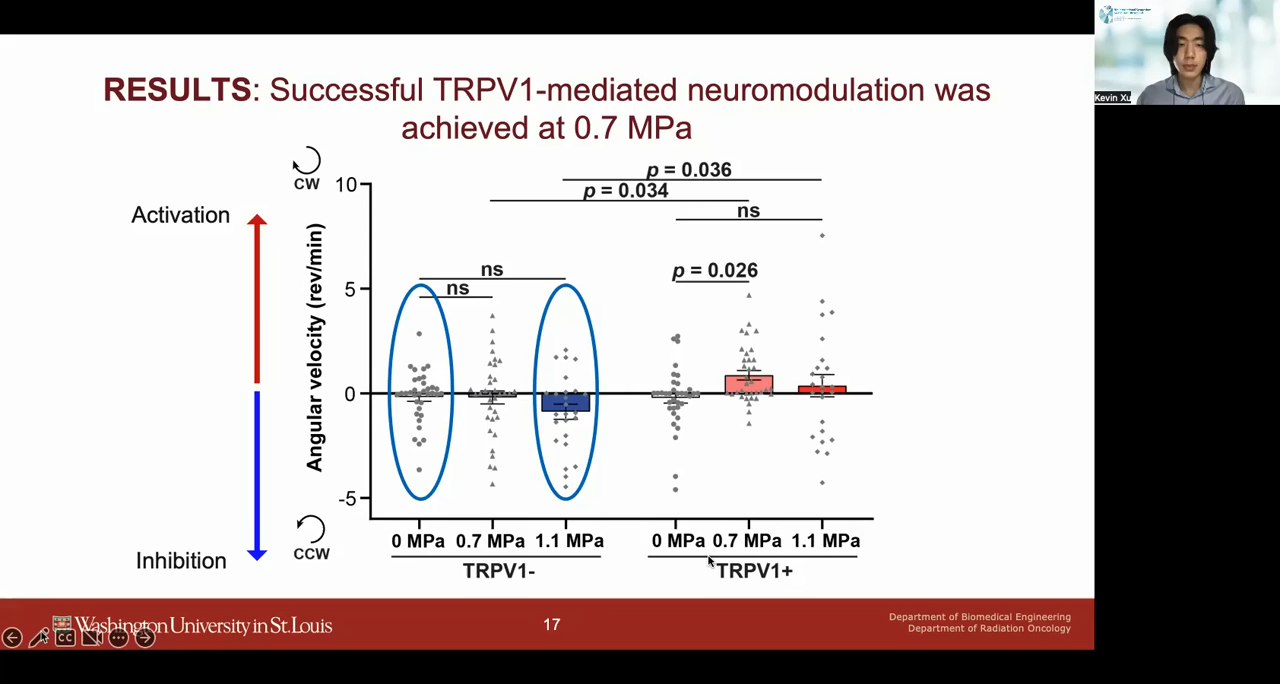 RESULTS: Successful TRPV1-mediated neuromodulation was
achieved at 0.7 MPa
Kevin Xu
CW
Activation
Angular velocity (rev/min)
10
5
0
-5
p = 0.036
p = 0.034
ns
ns
ns
p = 0.026
CCW
Inhibition
0 MPa 0.7 MPa 1.1 MPa 0 MPa 0.7 MPa 1.1 MPa
TRPV1- TRPV1+
Washington University in St. Louis
17
Department of Biomedical Engineering
Department of Radiation Oncology
CC